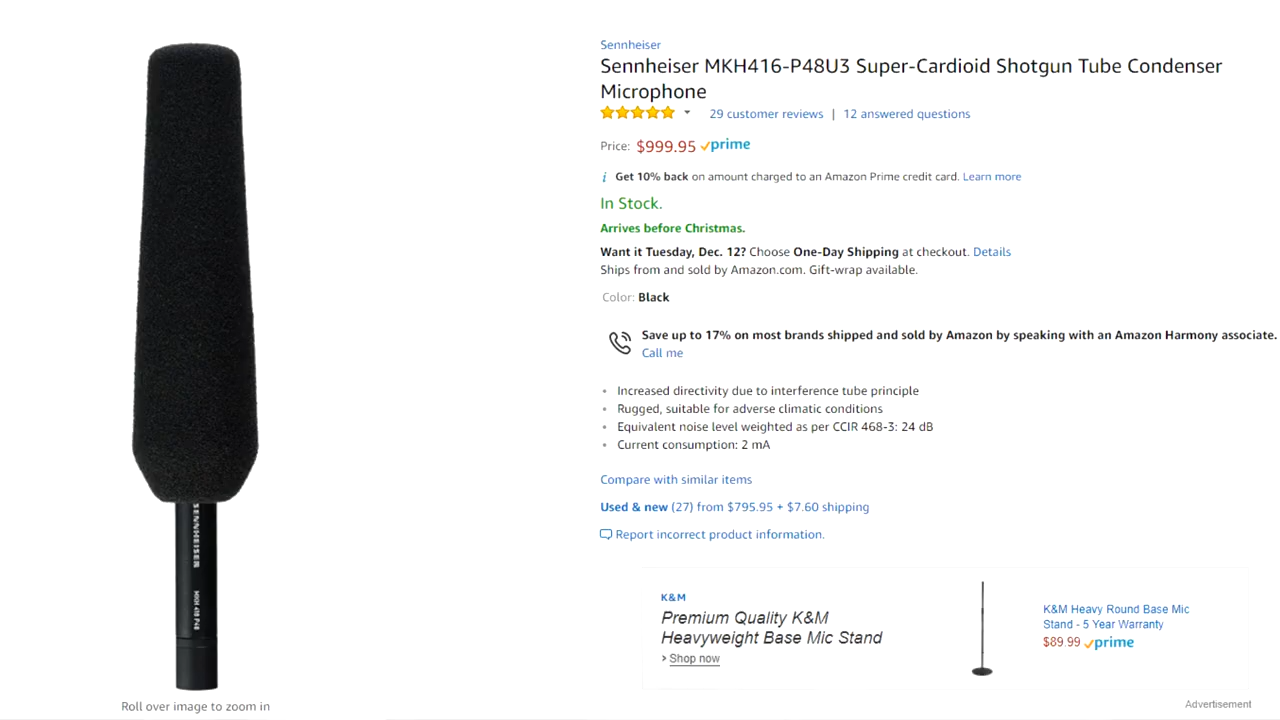 Sennheiser
Sennheiser MKH416-P48U3 Super-Cardioid Shotgun Tube Condenser
Microphone
29 customer reviews | 12 answered questions
Price: $999.95 prime
i Get 10% back on amount charged to an Amazon Prime credit card. Learn more
In Stock.
Arrives before Christmas.
Want it Tuesday, Dec. 12? Choose One-Day Shipping at checkout. Details
Ships from and sold by Amazon.com. Gift-wrap available.
Color: Black
Save up to 17% on most brands shipped and sold by Amazon by speaking with an Amazon Harmony associate.
Call me
• Increased directivity due to interference tube principle
• Rugged, suitable for adverse climatic conditions
• Equivalent noise level weighted as per CCIR 468-3: 24 dB
• Current consumption: 2 mA
Compare with similar items
Used & new (27) from $795.95 + $7.60 shipping
Report incorrect product information.
SENNHEISER
MKH 416 P48
Roll over image to zoom in
K&M
Premium Quality K&M
Heavyweight Base Mic Stand
› Shop now
K&M Heavy Round Base Mic
Stand - 5 Year Warranty
$89.99 prime
Advertisement